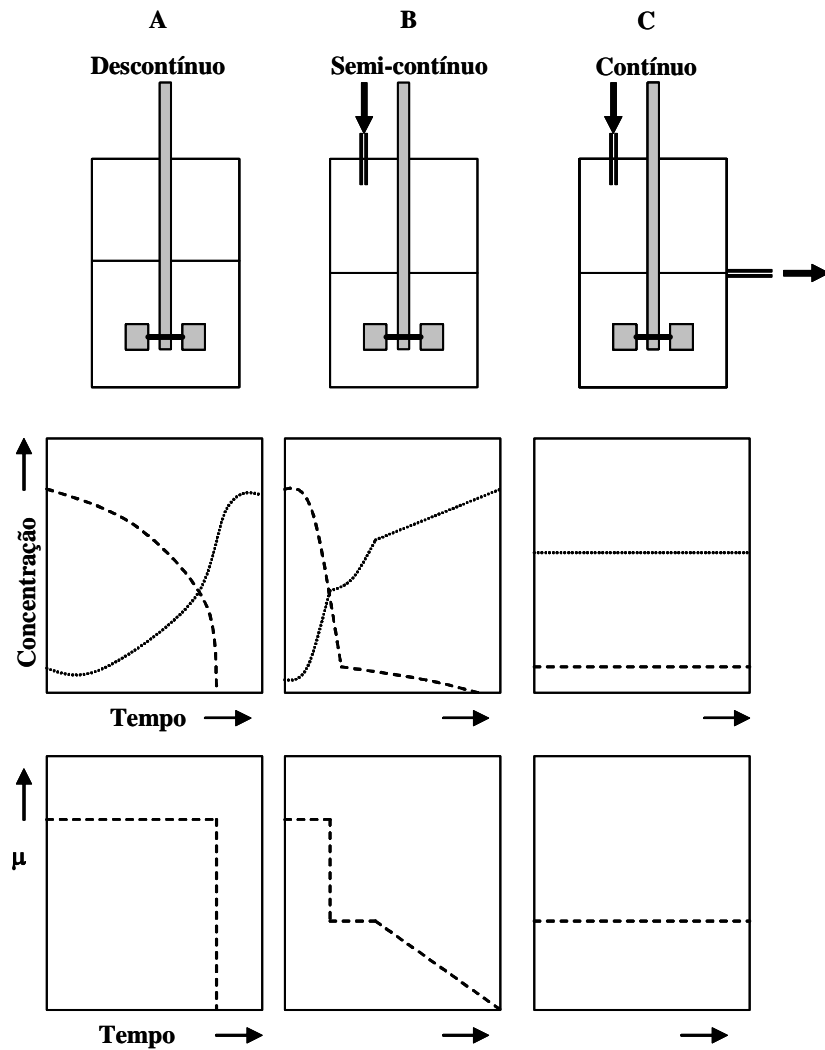 A B C
Descontínuo Semi-contínuo Contínuo
Concentração
Tempo
μ
Tempo